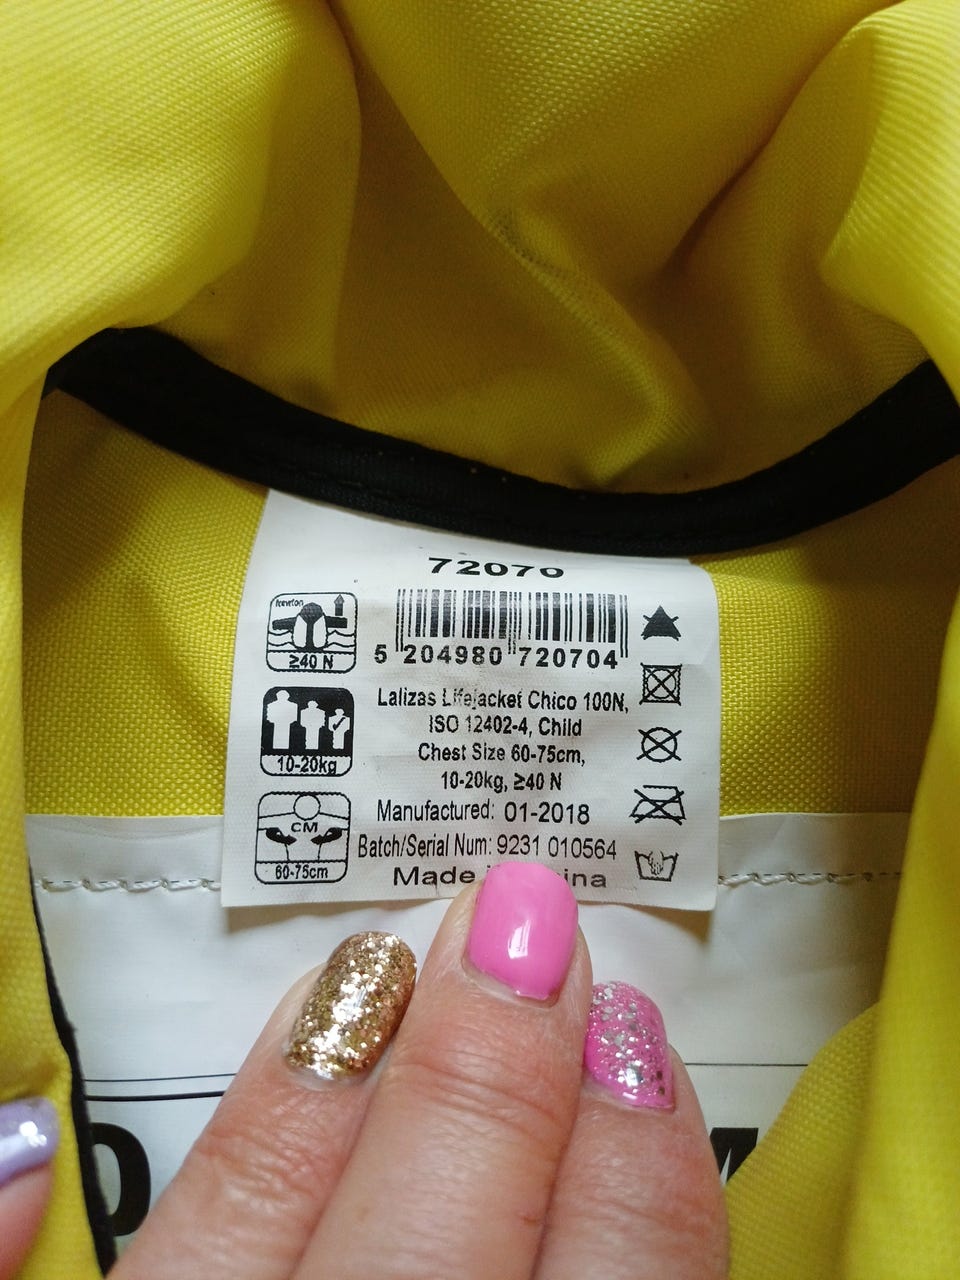 72070
5 204980 720704
Newton
≥40 N
10-20kg
CM
60-75cm
Lalizas Lifejacket Chico 100N,
ISO 12402-4, Child
Chest Size 60-75cm,
10-20kg, ≥40 N
Manufactured: 01-2018
Batch/Serial Num: 9231 010564
Made ina